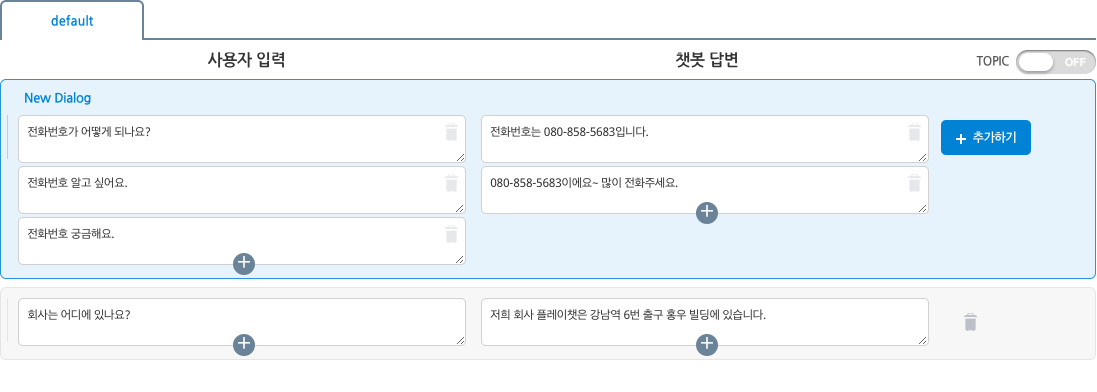 default
사용자 입력
챗봇 답변
TOPIC
OFF
New Dialog
전화번호가 어떻게 되나요?
전화번호는 080-858-5683입니다.
+ 추가하기
전화번호 알고 싶어요.
080-858-5683이에요~ 많이 전화주세요.
전화번호 궁금해요.
회사는 어디에 있나요?
저희 회사 플레이챗은 강남역 6번 출구 홍우 빌딩에 있습니다.